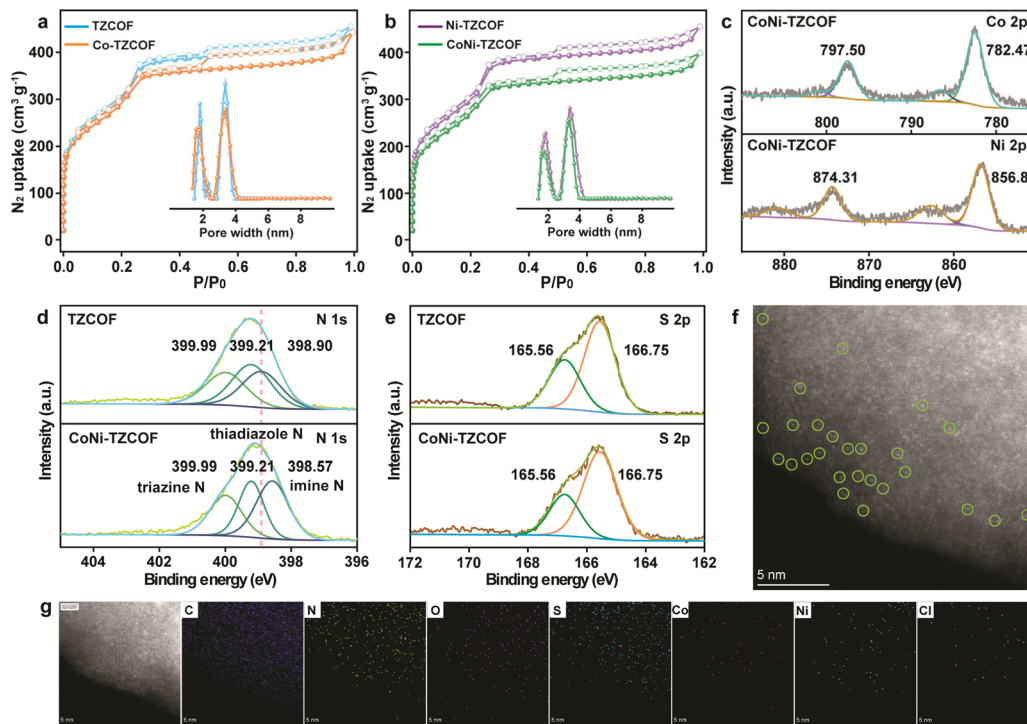 a
TZCOF
Co-TZCOF
N₂ uptake (cm³ g⁻¹)
400
300
200
100
0
2 4 6 8
Pore width (nm)
0.0 0.2 0.4 0.6 0.8 1.0
P/P₀
b
Ni-TZCOF
CoNi-TZCOF
N₂ uptake (cm³ g⁻¹)
400
300
200
100
0
2 4 6 8
Pore width (nm)
0.0 0.2 0.4 0.6 0.8 1.0
P/P₀
c
CoNi-TZCOF Co 2p
797.50 782.47
800 790 780
CoNi-TZCOF Ni 2p
874.31 856.8
880 870 860
Intensity (a.u.)
Binding energy (eV)
d
TZCOF N 1s
399.99 399.21 398.90
thiadiazole N
CoNi-TZCOF N 1s
399.99 399.21 398.57
triazine N imine N
Intensity (a.u.)
404 402 400 398 396
Binding energy (eV)
e
TZCOF S 2p
165.56 166.75
CoNi-TZCOF S 2p
165.56 166.75
Intensity (a.u.)
172 170 168 166 164 162
Binding energy (eV)
f
5 nm
g
C N O S Co Ni Cl
5 nm 5 nm 5 nm 5 nm 5 nm 5 nm 5 nm 5 nm